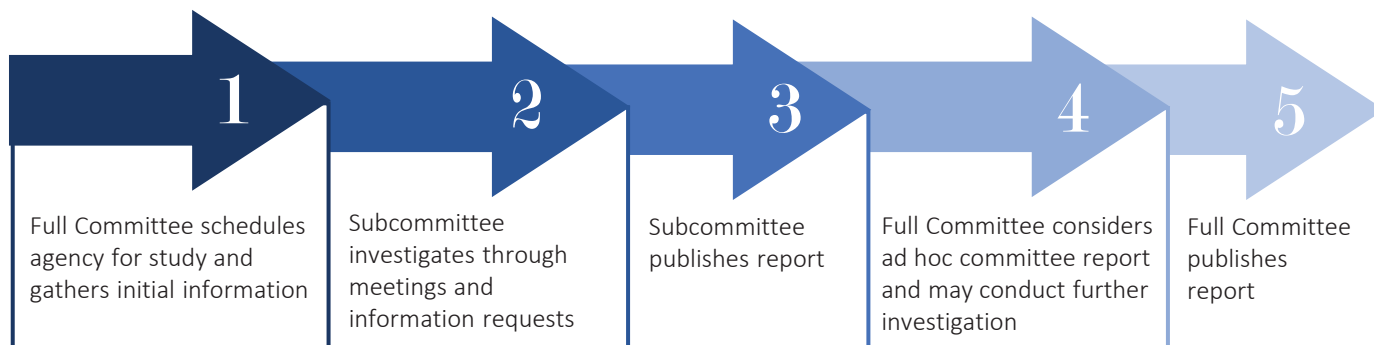 1
Full Committee schedules
agency for study and
gathers initial information
2
Subcommittee
investigates through
meetings and
information requests
3
Subcommittee
publishes report
4
Full Committee considers
ad hoc committee report
and may conduct further
investigation
5
Full Committee
publishes
report